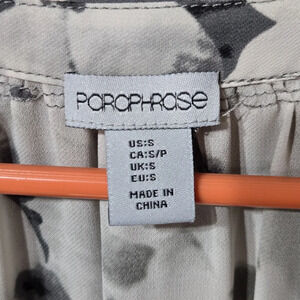 PARAPHRASE
US:S
CA:S/P
UK:S
EU:S
MADE IN
CHINA